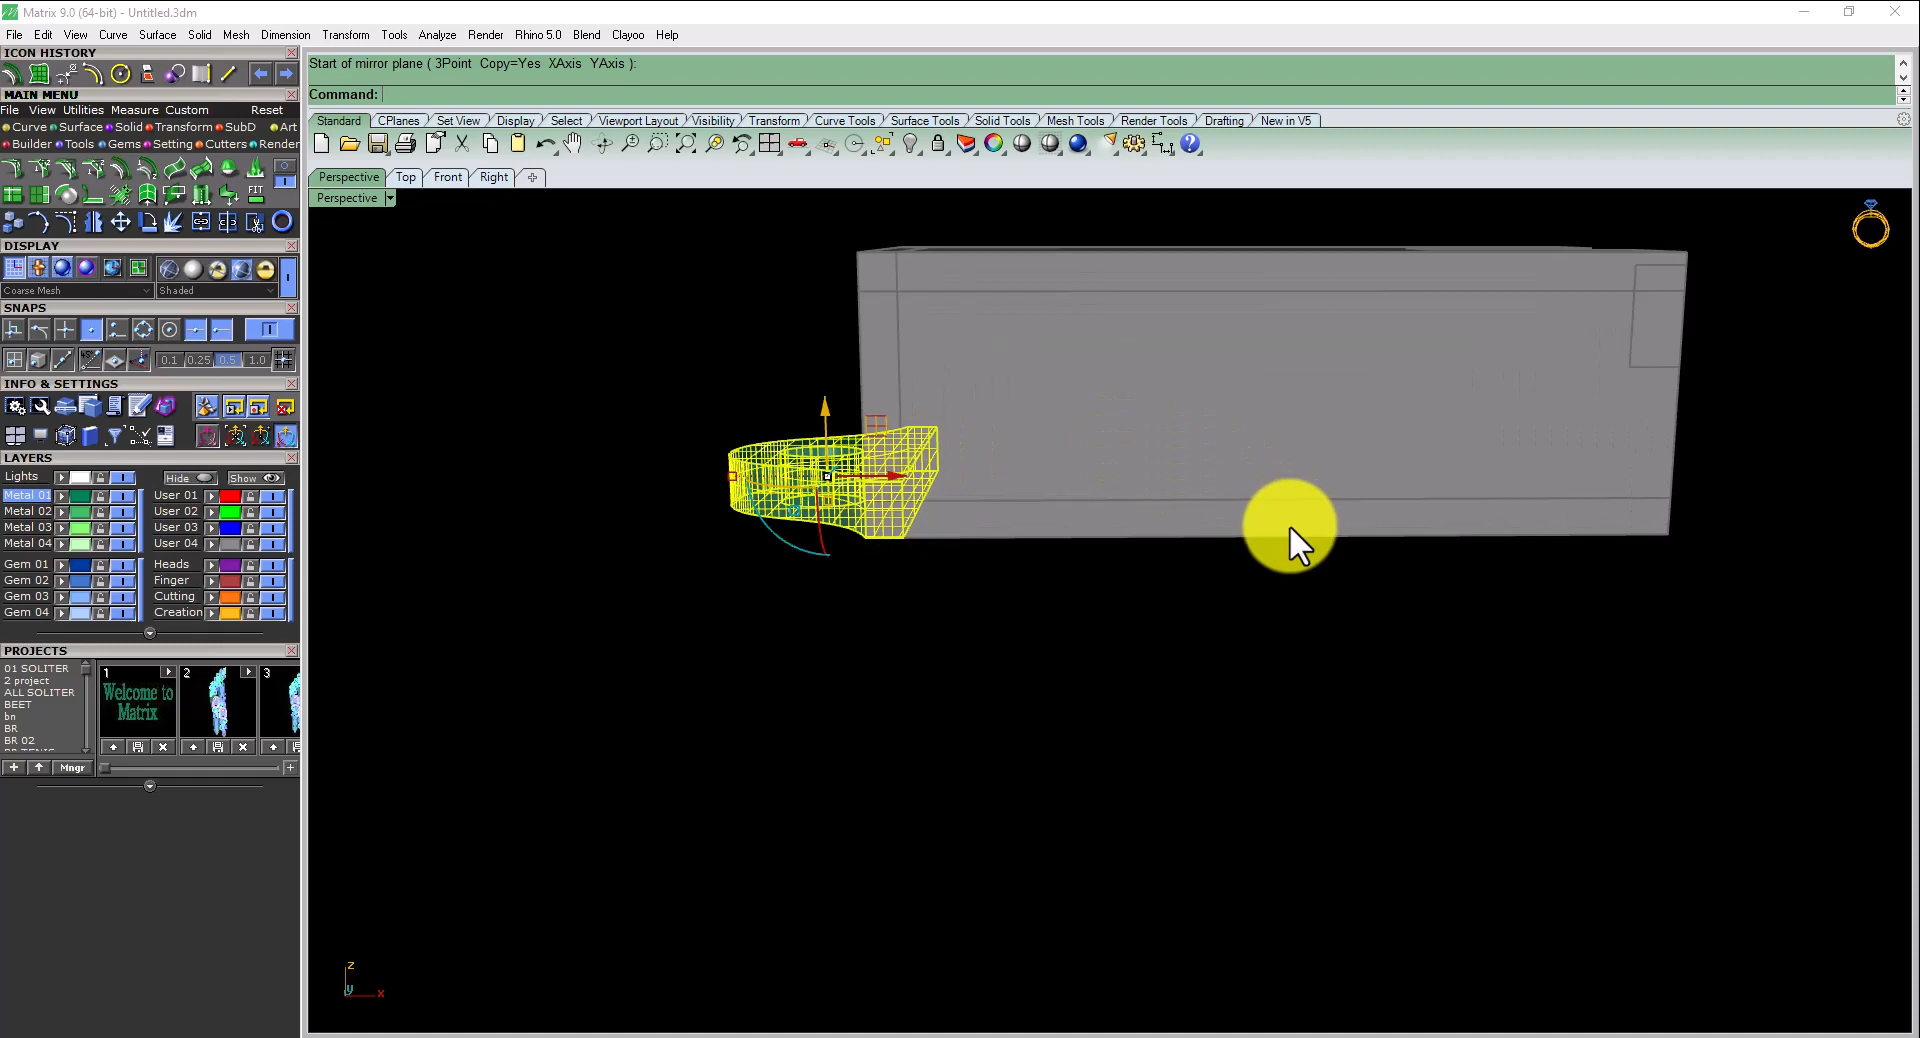 Matrix 9.0 (64-bit) - Untitled.3dm
File Edit View Curve Surface Solid Mesh Dimension Transform Tools Analyze Render Rhino 5.0 Blend Clayoo Help
ICON HISTORY
MAIN MENU
File View Utilities Measure Custom Reset
Curve Surface Solid Transform SubD Art
Builder Tools Gems Setting Cutters Render
FIT
DISPLAY
Coarse Mesh Shaded
SNAPS
0.1 0.25 0.5 1.0
INFO & SETTINGS
LAYERS
Lights Hide Show
Metal 01 User 01
Metal 02 User 02
Metal 03 User 03
Metal 04 User 04
Gem 01 Heads
Gem 02 Finger
Gem 03 Cutting
Gem 04 Creation
PROJECTS
01 SOLITER
2 project
ALL SOLITER
BEET
bn
BR
BR 02
1 2 3
Welcome to
Matrix
Mngr
Start of mirror plane ( 3Point Copy=Yes XAxis YAxis ):
Command:
Standard CPlanes Set View Display Select Viewport Layout Visibility Transform Curve Tools Surface Tools Solid Tools Mesh Tools Render Tools Drafting New in V5
Perspective Top Front Right
Perspective
z
y x